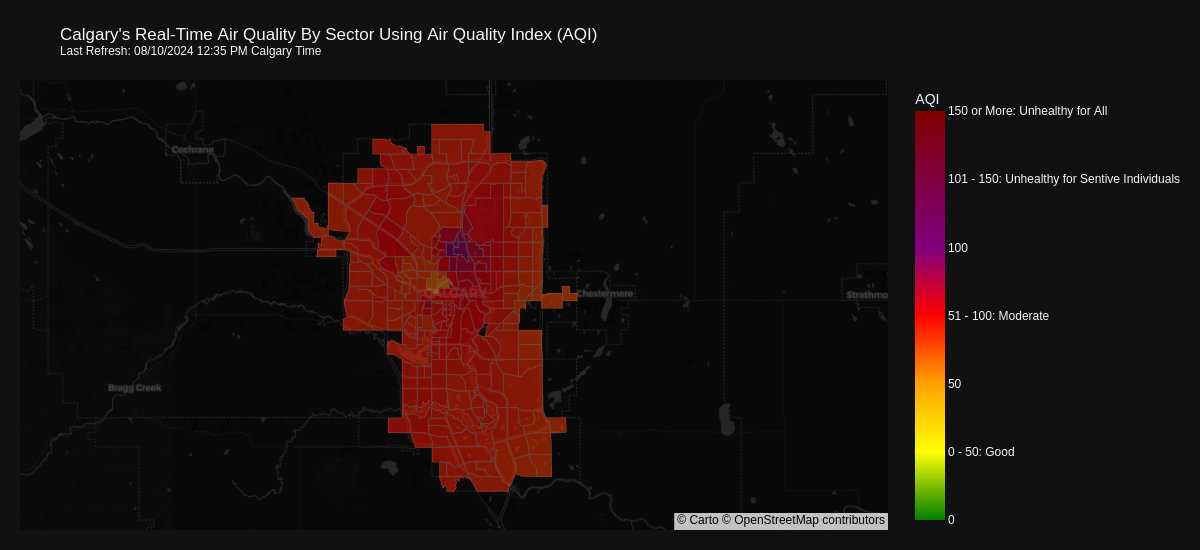 Calgary's Real-Time Air Quality By Sector Using Air Quality Index (AQI)
Last Refresh: 08/10/2024 12:35 PM Calgary Time
AQI
150 or More: Unhealthy for All
101 - 150: Unhealthy for Sentive Individuals
100
51 - 100: Moderate
50
0 - 50: Good
0
Cochrane
CALGARY
Chestermere
Strathmo
Bragg Creek
© Carto © OpenStreetMap contributors